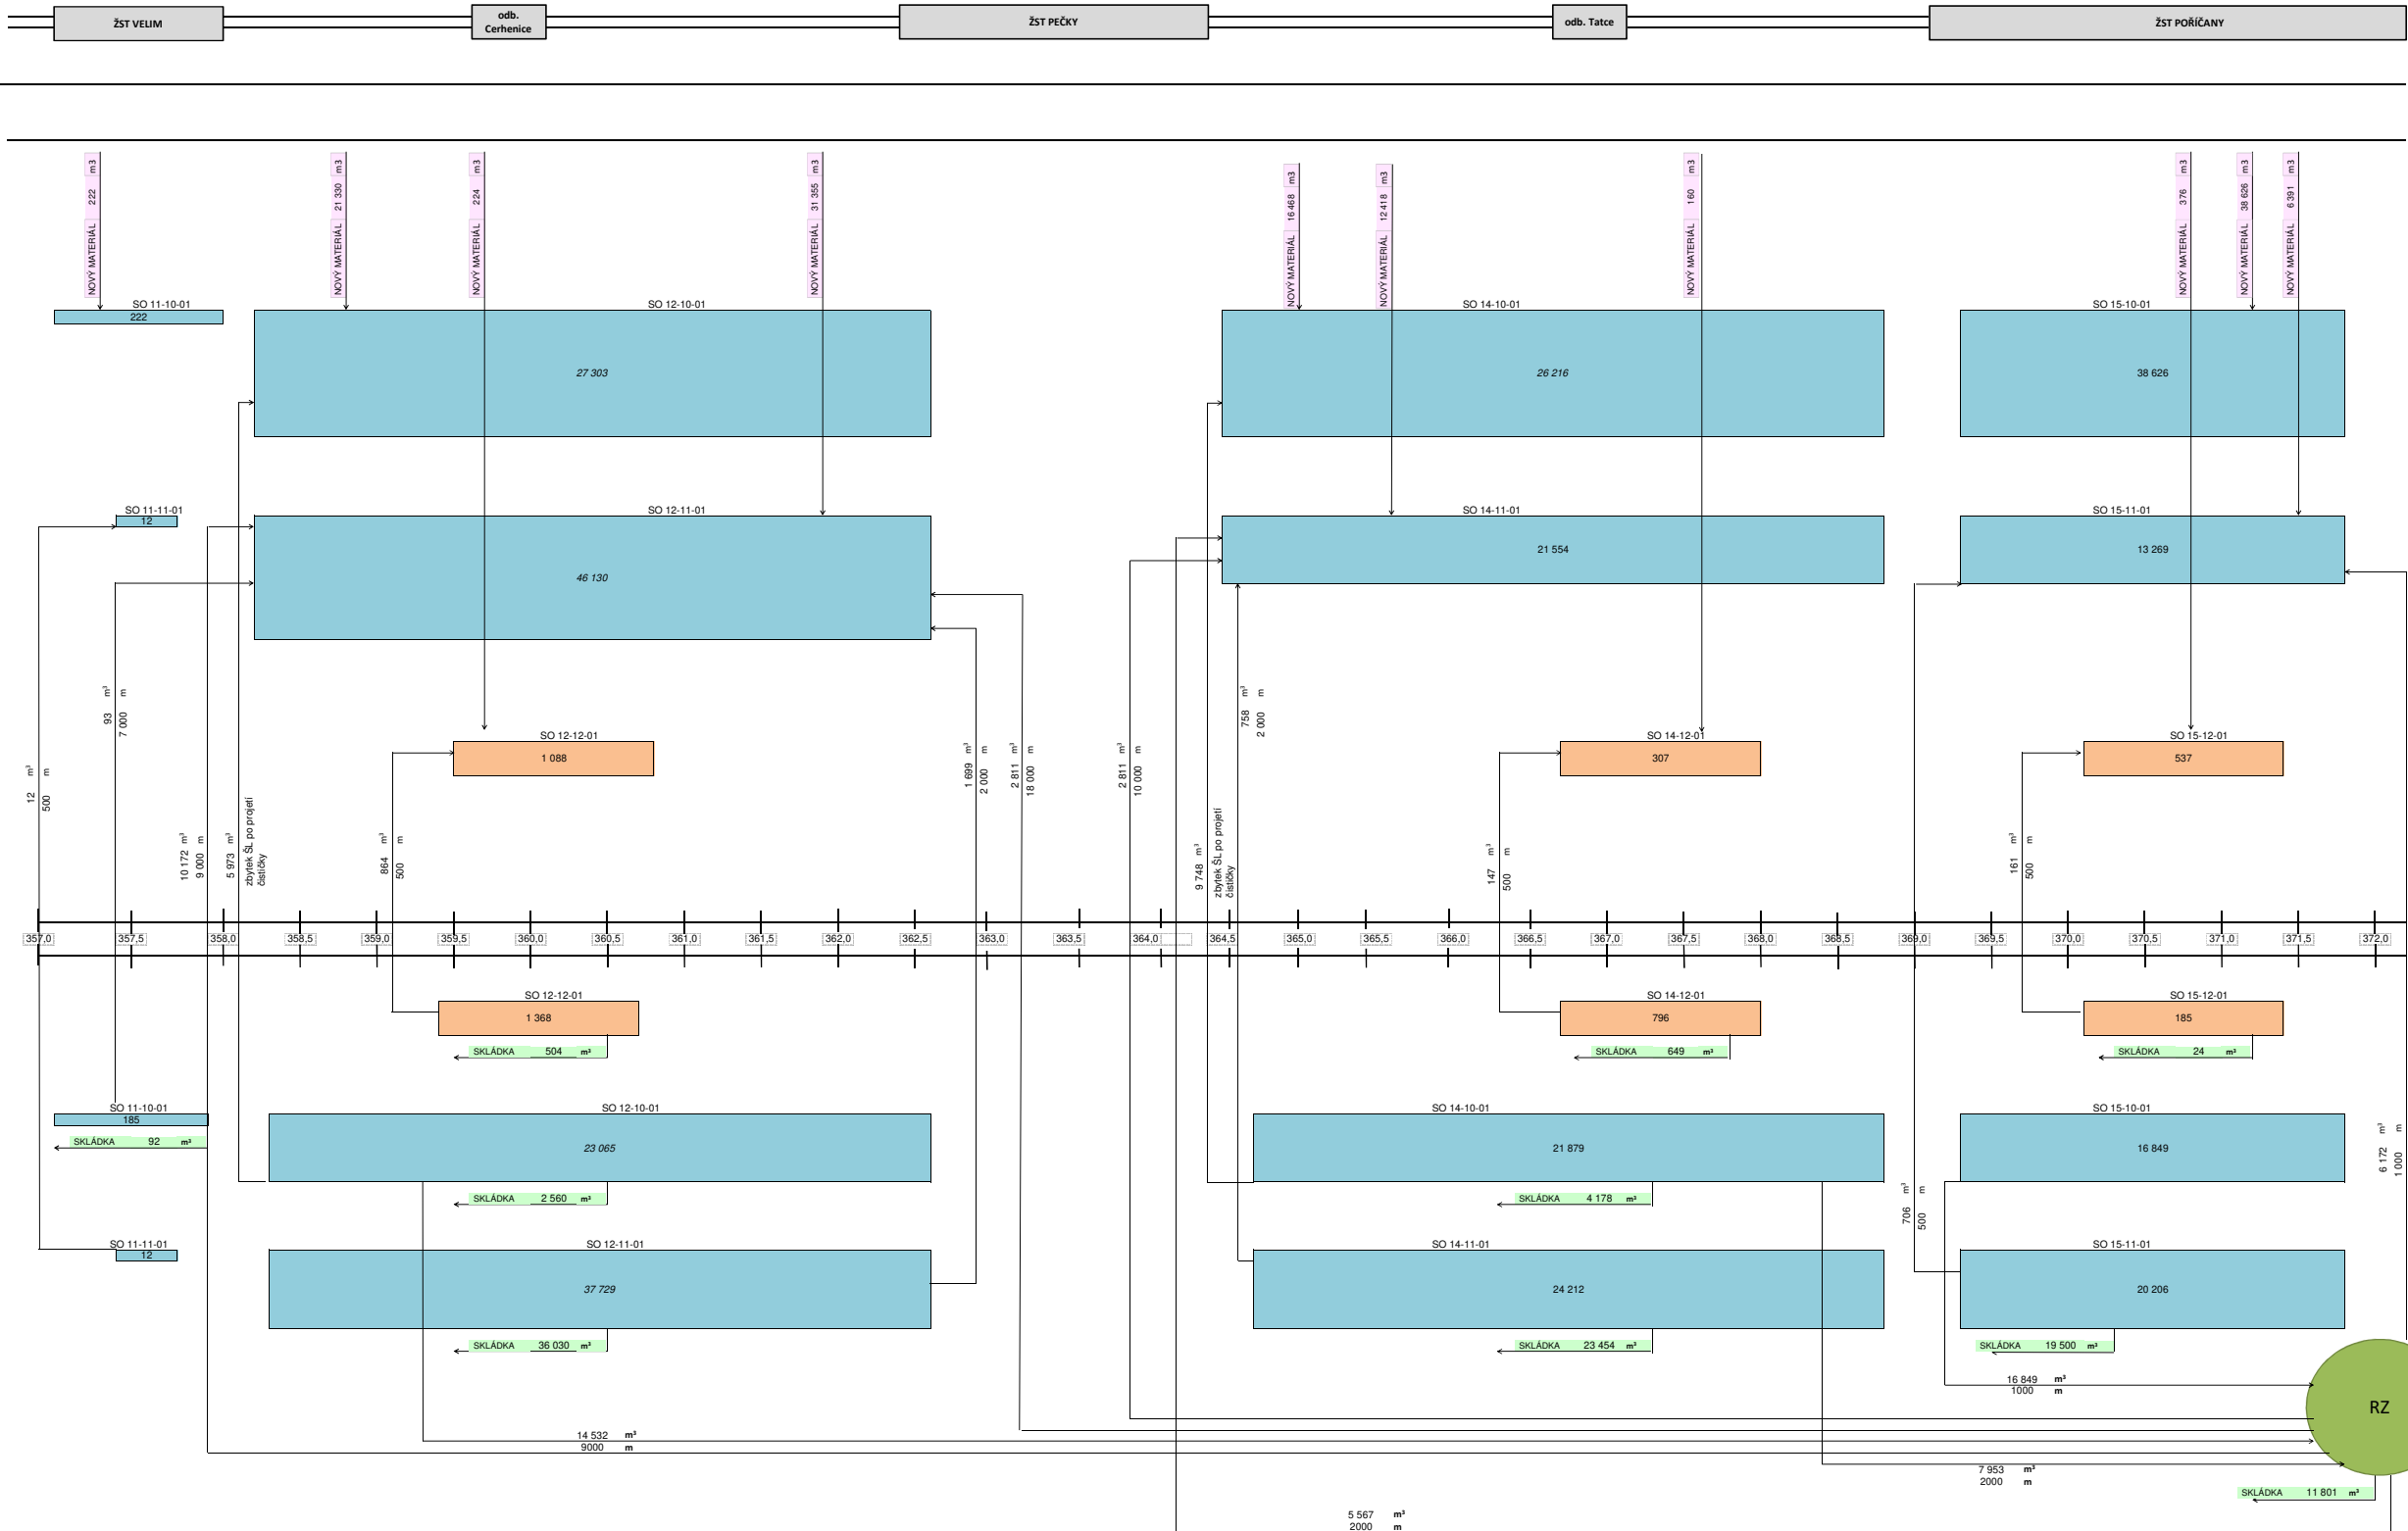 ŽST VELIM
odb.
Cerhenice
ŽST PEČKY
odb. Tatce
ŽST POŘÍČANY
NOVÝ MATERIÁL 222 m3
NOVÝ MATERIÁL 21 330 m3
NOVÝ MATERIÁL 224 m3
NOVÝ MATERIÁL 31 355 m3
NOVÝ MATERIÁL 16 468 m3
NOVÝ MATERIÁL 12 418 m3
NOVÝ MATERIÁL 160 m3
NOVÝ MATERIÁL 376 m3
NOVÝ MATERIÁL 38 626 m3
NOVÝ MATERIÁL 6 391 m3
SO 11-10-01
222
SO 12-10-01
27 303
SO 14-10-01
26 216
SO 15-10-01
38 626
SO 11-11-01
12
SO 12-11-01
46 130
SO 14-11-01
21 554
SO 15-11-01
13 269
12 m³
500 m
93 m³
7 000 m
10 172 m³
9 000 m
5 973 m³
zbytek ŠL po projetí
čističky
864 m³
500 m
SO 12-12-01
1 088
1 699 m³
2 000 m
2 811 m³
18 000 m
2 811 m³
10 000 m
9 748 m³
zbytek ŠL po projetí
čističky
758 m³
2 000 m
147 m³
500 m
SO 14-12-01
307
161 m³
500 m
SO 15-12-01
537
357,0 357,5 358,0 358,5 359,0 359,5 360,0 360,5 361,0 361,5 362,0 362,5 363,0 363,5 364,0 364,5 365,0 365,5 366,0 366,5 367,0 367,5 368,0 368,5 369,0 369,5 370,0 370,5 371,0 371,5 372,0
SO 12-12-01
1 368
SKLÁDKA 504 m³
SO 14-12-01
796
SKLÁDKA 649 m³
SO 15-12-01
185
SKLÁDKA 24 m³
SO 11-10-01
185
SKLÁDKA 92 m³
SO 12-10-01
23 065
SKLÁDKA 2 560 m³
SO 14-10-01
21 879
SKLÁDKA 4 178 m³
SO 15-10-01
16 849
706 m³
500 m
6 172 m³
1 000 m
SO 11-11-01
12
SO 12-11-01
37 729
SKLÁDKA 36 030 m³
SO 14-11-01
24 212
SKLÁDKA 23 454 m³
SO 15-11-01
20 206
SKLÁDKA 19 500 m³
16 849 m³
1000 m
RZ
14 532 m³
9000 m
7 953 m³
2000 m
SKLÁDKA 11 801 m³
5 567 m³
2000 m